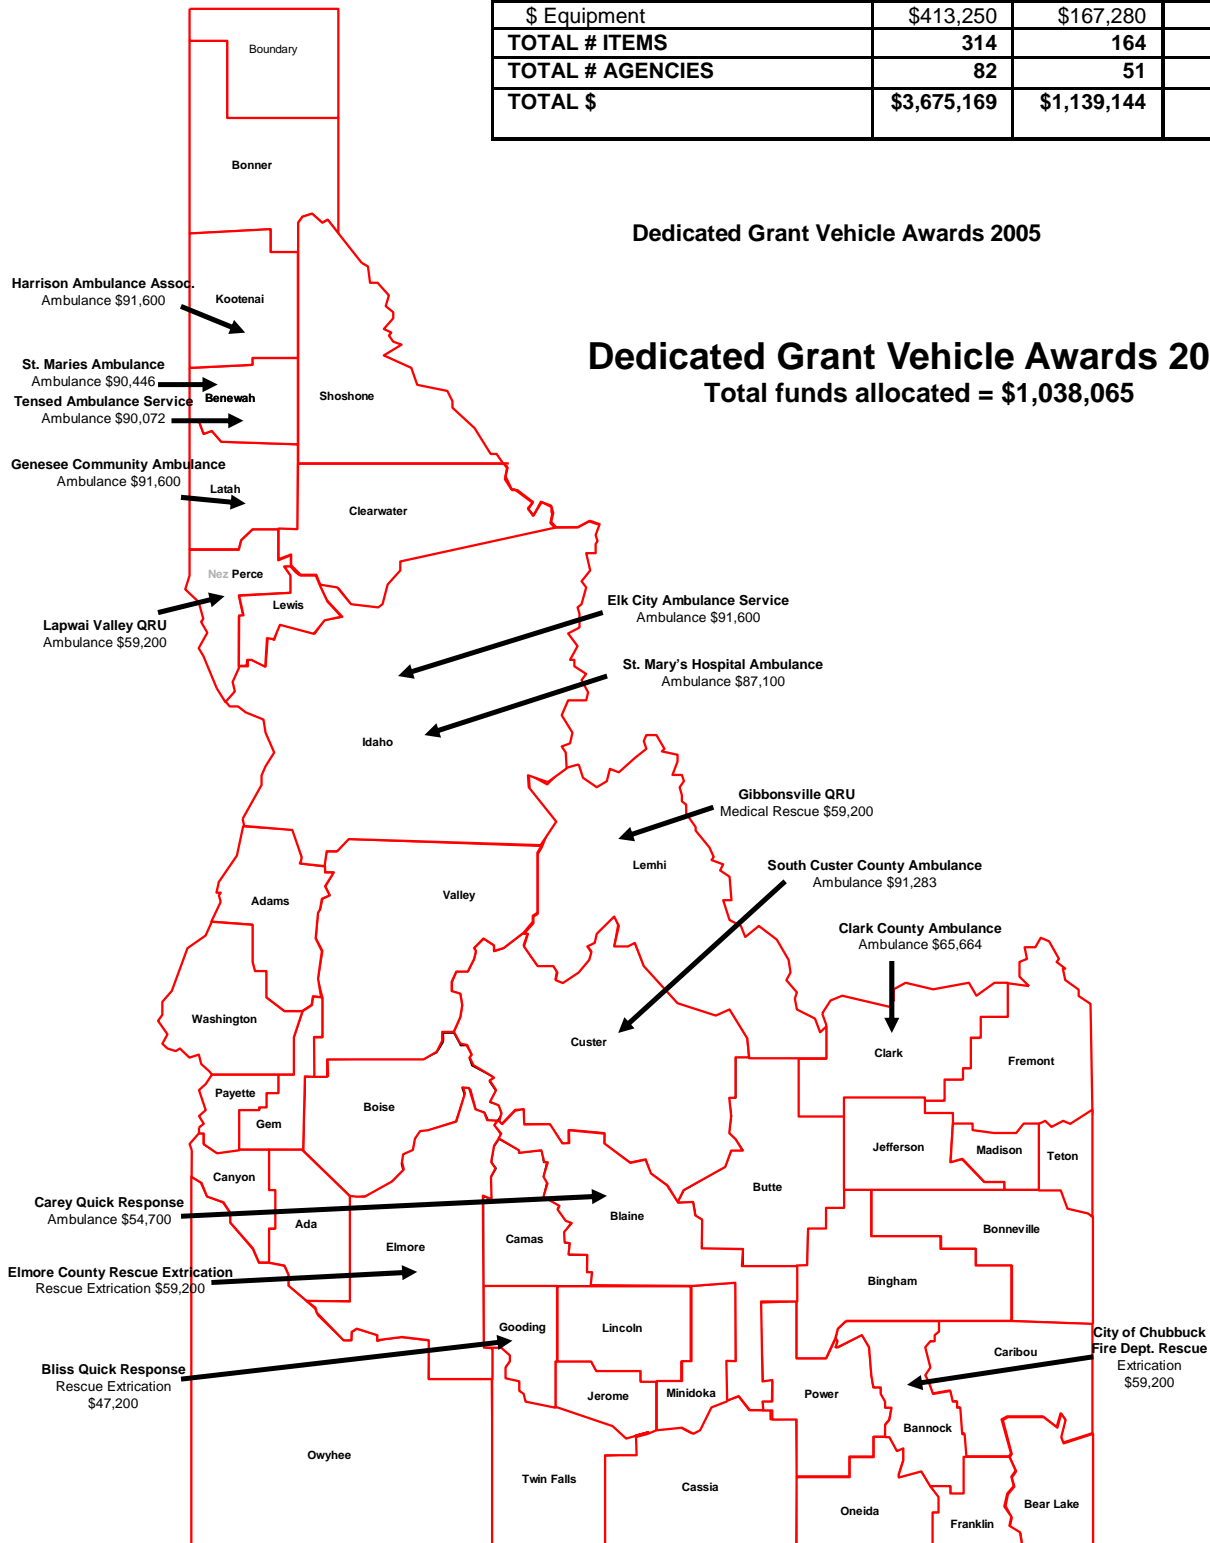 $ Equipment $413,250 $167,280
TOTAL # ITEMS 314 164
TOTAL # AGENCIES 82 51
TOTAL $ $3,675,169 $1,139,144
Boundary
Bonner
Dedicated Grant Vehicle Awards 2005
Harrison Ambulance Assoc.
Ambulance $91,600
Kootenai
Dedicated Grant Vehicle Awards 20
Total funds allocated = $1,038,065
St. Maries Ambulance
Ambulance $90,446
Tensed Ambulance Service
Ambulance $90,072
Benewah
Shoshone
Genesee Community Ambulance
Ambulance $91,600
Latah
Clearwater
Nez Perce
Lewis
Lapwai Valley QRU
Ambulance $59,200
Elk City Ambulance Service
Ambulance $91,600
St. Mary's Hospital Ambulance
Ambulance $87,100
Idaho
Gibbonsville QRU
Medical Rescue $59,200
Lemhi
South Custer County Ambulance
Ambulance $91,283
Valley
Adams
Clark County Ambulance
Ambulance $65,664
Washington
Custer
Clark
Fremont
Payette
Boise
Gem
Jefferson
Madison
Teton
Canyon
Butte
Carey Quick Response
Ambulance $54,700
Ada
Blaine
Bonneville
Elmore
Camas
Elmore County Rescue Extrication
Rescue Extrication $59,200
Bingham
Gooding
Lincoln
City of Chubbuck
Fire Dept. Rescue
Extrication
$59,200
Caribou
Bliss Quick Response
Rescue Extrication
$47,200
Jerome
Minidoka
Power
Bannock
Owyhee
Twin Falls
Cassia
Oneida
Bear Lake
Franklin